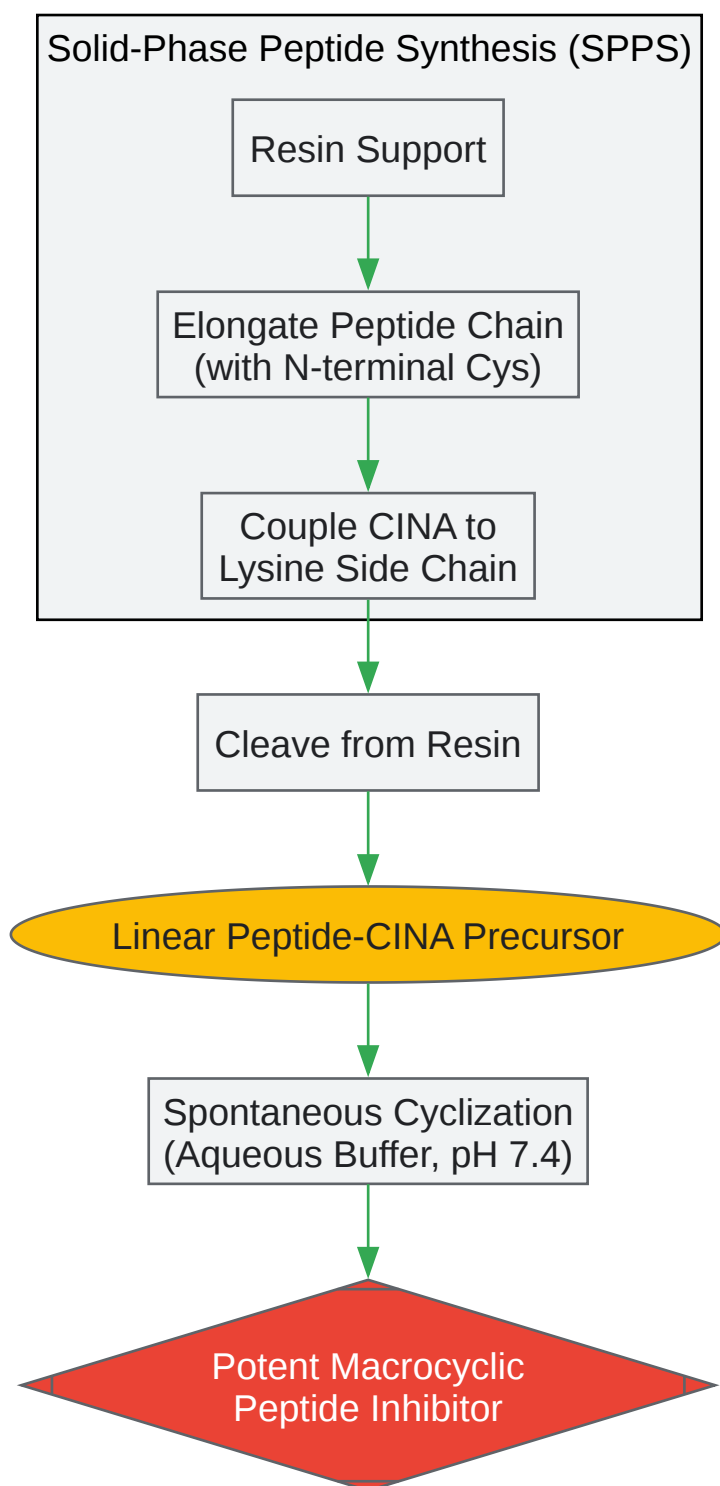 Solid-Phase Peptide Synthesis (SPPS)
Resin Support
Elongate Peptide Chain
(with N-terminal Cys)
Couple CINA to
Lysine Side Chain
Cleave from Resin
Linear Peptide-CINA Precursor
Spontaneous Cyclization
(Aqueous Buffer, pH 7.4)
Potent Macrocyclic
Peptide Inhibitor